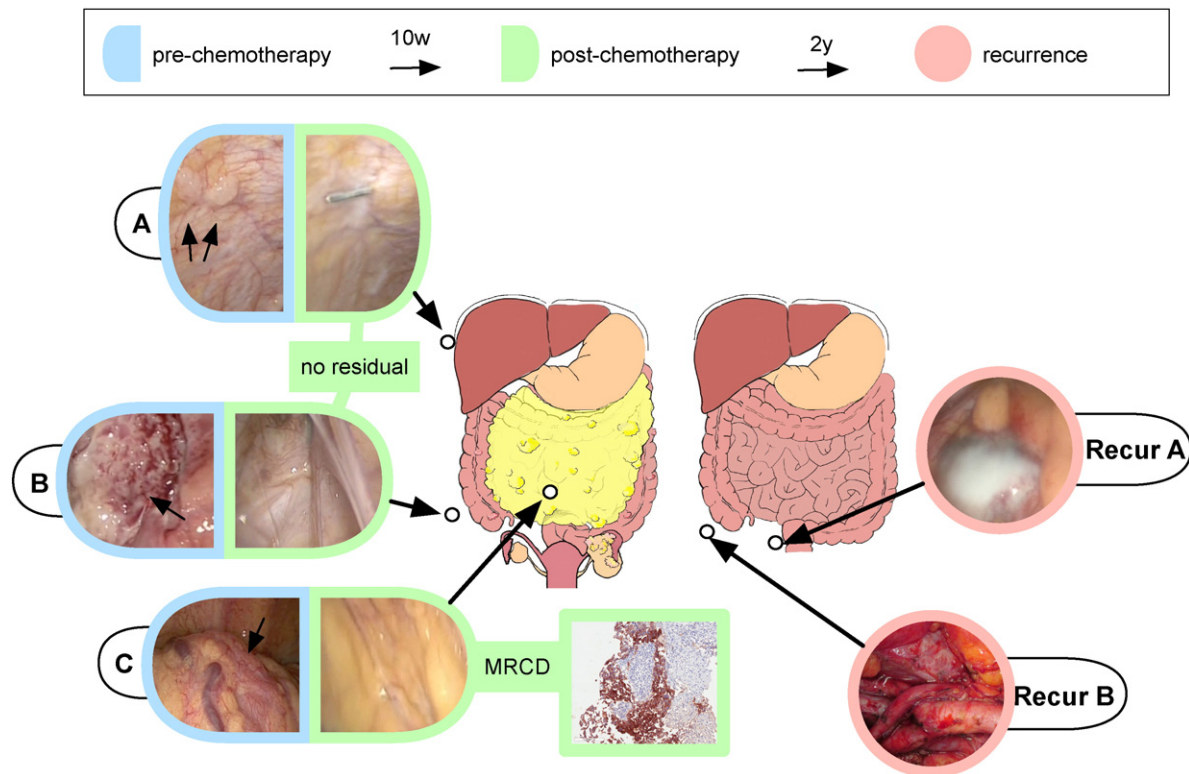 pre-chemotherapy
10w
post-chemotherapy
2y
recurrence
A
no residual
B
Recur A
C
MRCD
Recur B